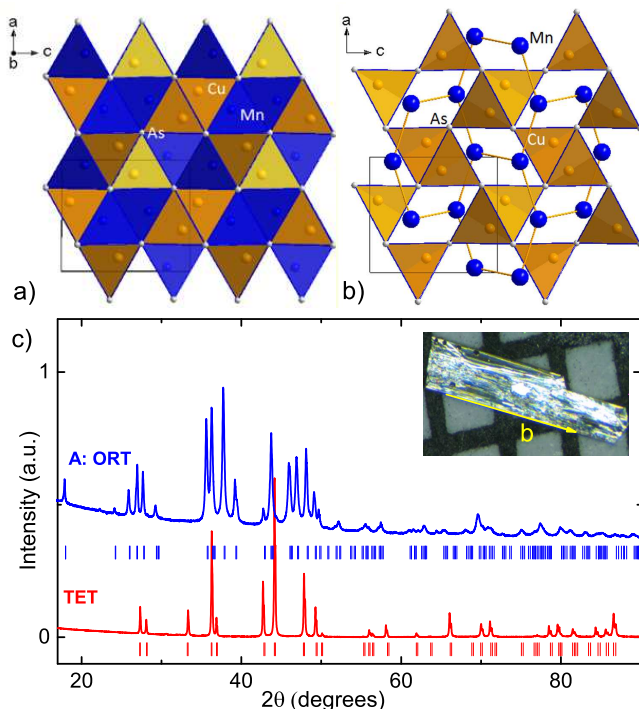 a
b
c
Cu
Mn
As
a)
a
c
Mn
As
Cu
b)
c)
1
0
Intensity (a.u.)
A: ORT
TET
b
20
40
60
80
2θ (degrees)